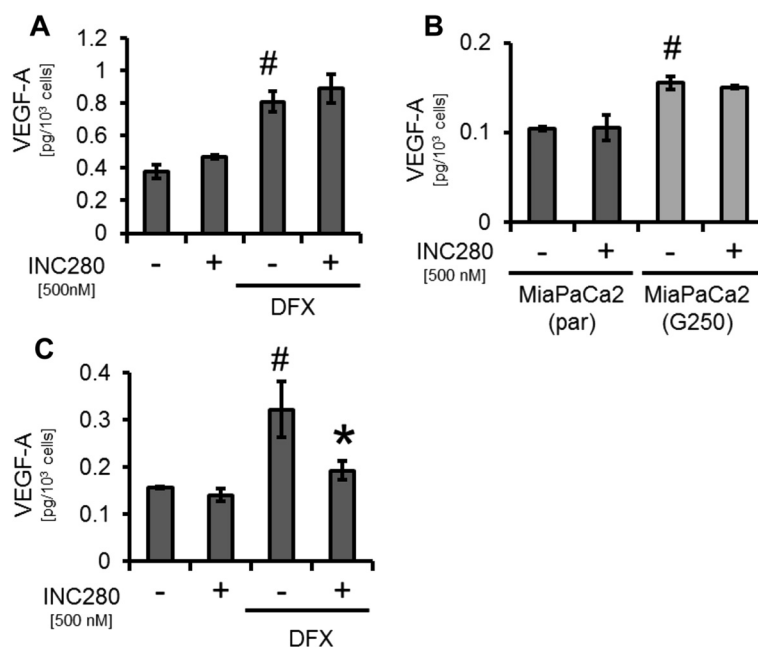 A
VEGF-A
[pg/10³ cells]
1.2
1
0.8
0.6
0.4
0.2
0
#
INC280
[500nM]
- + - +
DFX
B
VEGF-A
[pg/10³ cells]
0.2
0.1
0
#
INC280
[500 nM]
- + - +
MiaPaCa2
(par)
MiaPaCa2
(G250)
C
VEGF-A
[pg/10³ cells]
0.4
0.3
0.2
0.1
0
#
*
INC280
[500 nM]
- + - +
DFX